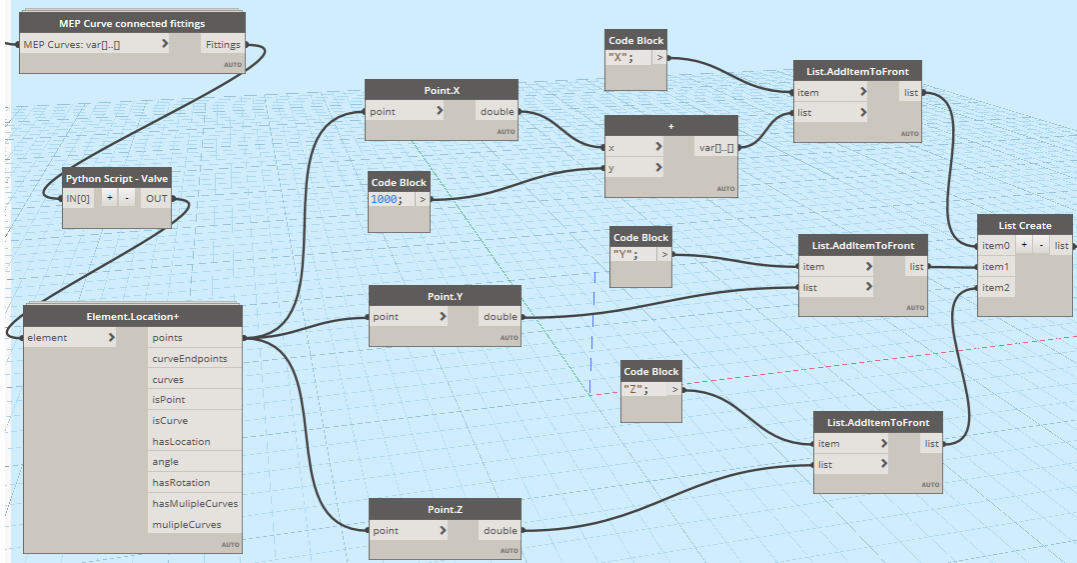 MEP Curve connected fittings
MEP Curves: var[]..[] > Fittings
AUTO
Python Script - Valve
IN[0] + - OUT
Element.Location+
element > points
curveEndpoints
curves
isPoint
isCurve
hasLocation
angle
hasRotation
hasMulipleCurves
mulipleCurves
AUTO
Point.X
point > double
AUTO
Code Block
1000; >
Point.Y
point > double
AUTO
Point.Z
point > double
AUTO
Code Block
"X"; >
+
x > var[]..[]
y >
AUTO
Code Block
"Y"; >
Code Block
"Z"; >
List.AddItemToFront
item > list
list >
AUTO
List.AddItemToFront
item > list
list >
AUTO
List.AddItemToFront
item > list
list >
AUTO
List Create
item0 + - list
item1
item2